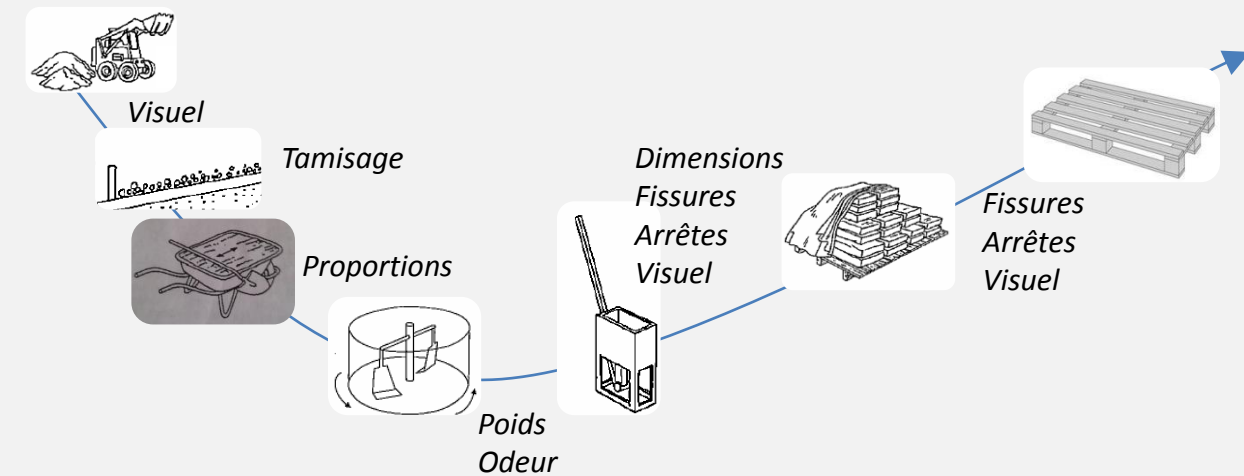 Visuel
Tamisage
Proportions
Poids
Odeur
Dimensions
Fissures
Arrêtes
Visuel
Fissures
Arrêtes
Visuel